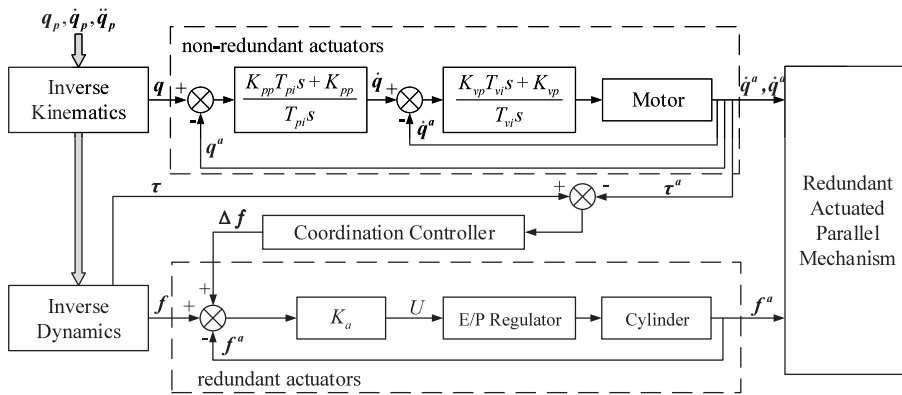 q_p, q̇_p, q̈_p
non-redundant actuators
Inverse
Kinematics
q
+
-
q^a
K_pp T_pi s + K_pp
T_pi s
q̇
+
-
q̇^a
K_vp T_vi s + K_vp
T_vi s
Motor
q̇^a, q̇^a
τ
+
-
τ^a
Δf
Coordination Controller
Redundant
Actuated
Parallel
Mechanism
Inverse
Dynamics
f
+
+
-
f^a
K_a
U
E/P Regulator
Cylinder
f^a
redundant actuators